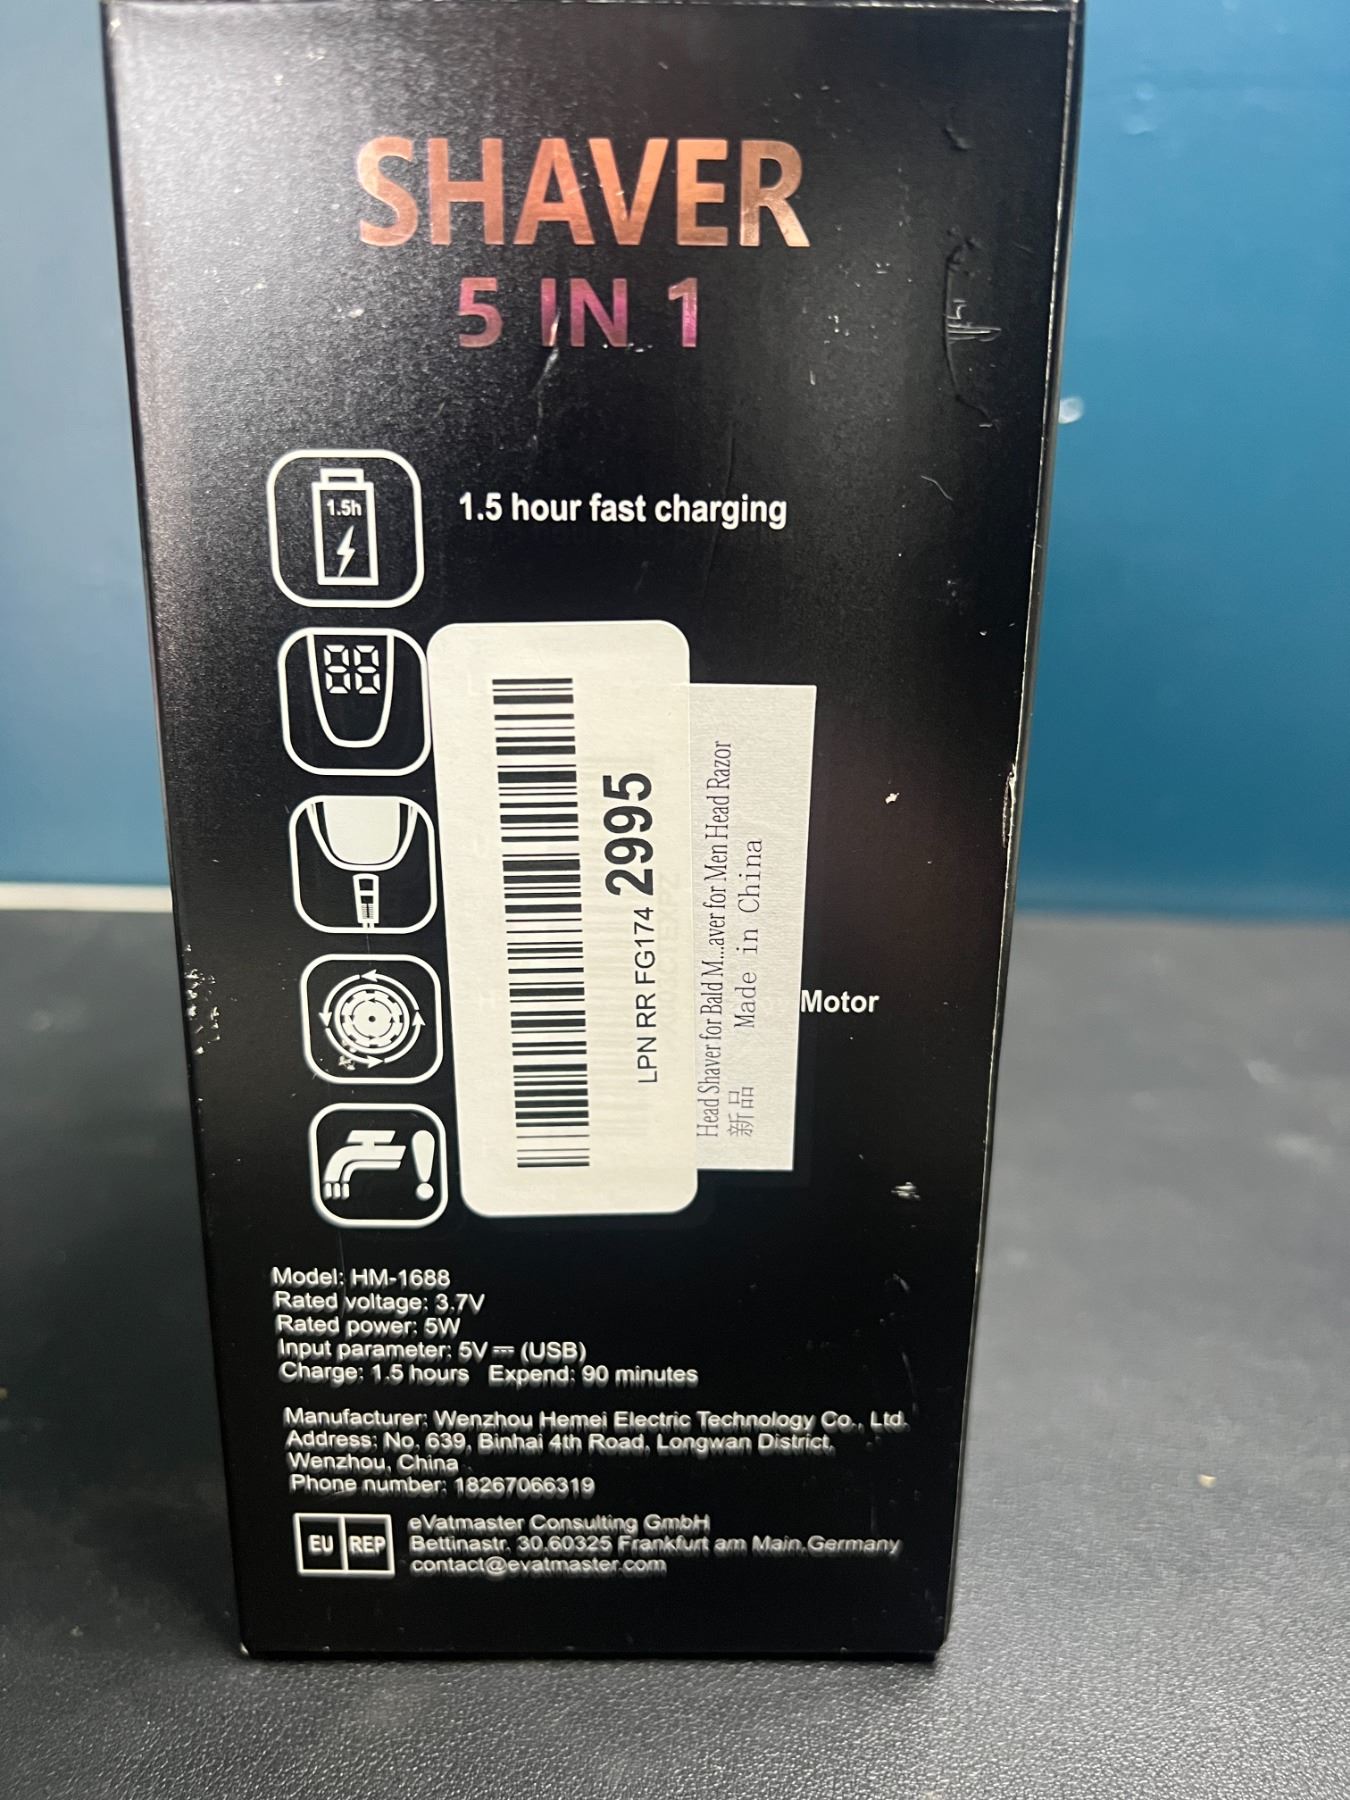 SHAVER
5 IN 1
1.5h
1.5 hour fast charging
88
LPN RR FG174 2995
Head Shaver for Bald M...aver for Men Head Razor
新品 Made in China
Motor
Model: HM-1688
Rated voltage: 3.7V
Rated power: 5W
Input parameter: 5V⎓ (USB)
Charge: 1.5 hours Expend: 90 minutes
Manufacturer: Wenzhou Hemei Electric Technology Co., Ltd.
Address: No. 639, Binhai 4th Road, Longwan District,
Wenzhou, China
Phone number: 18267066319
EU REP
eVatmaster Consulting GmbH
Bettinastr. 30.60325 Frankfurt am Main.Germany
contact@evatmaster.com